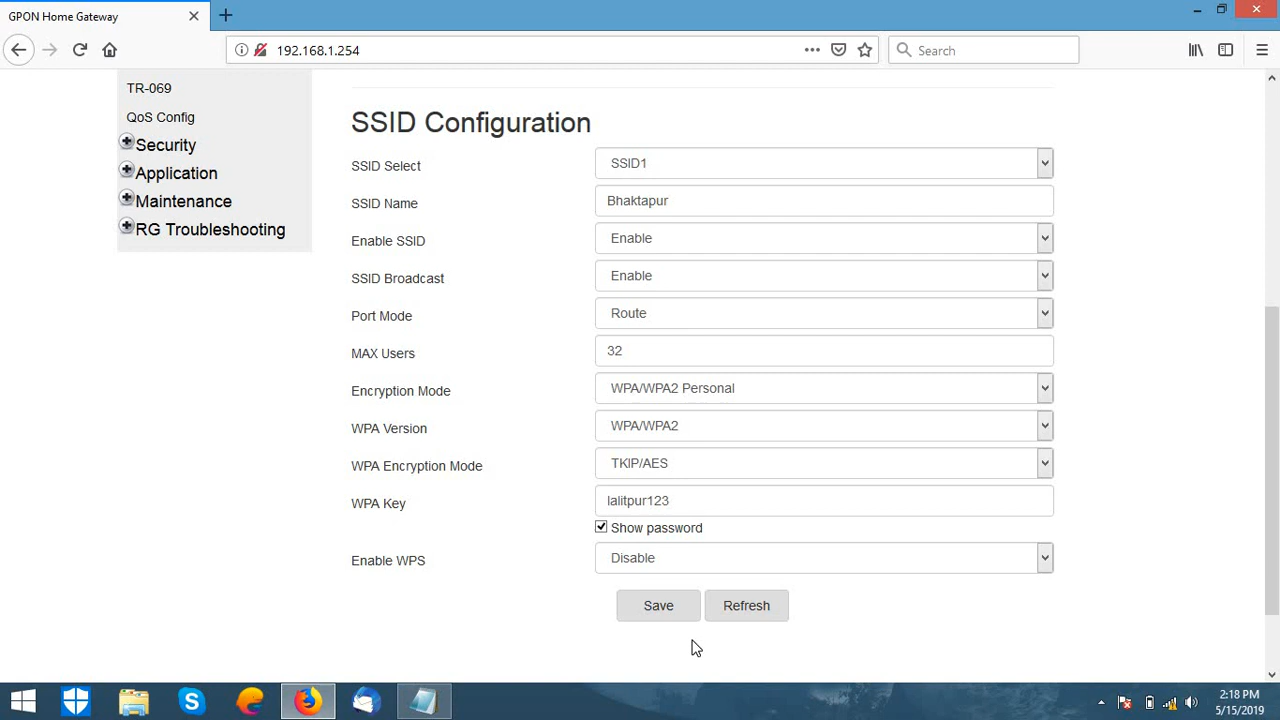 GPON Home Gateway
192.168.1.254
Search
TR-069
QoS Config
Security
Application
Maintenance
RG Troubleshooting
SSID Configuration
SSID Select SSID1
SSID Name Bhaktapur
Enable SSID Enable
SSID Broadcast Enable
Port Mode Route
MAX Users 32
Encryption Mode WPA/WPA2 Personal
WPA Version WPA/WPA2
WPA Encryption Mode TKIP/AES
WPA Key lalitpur123
Show password
Enable WPS Disable
Save Refresh
2:18 PM
5/15/2019